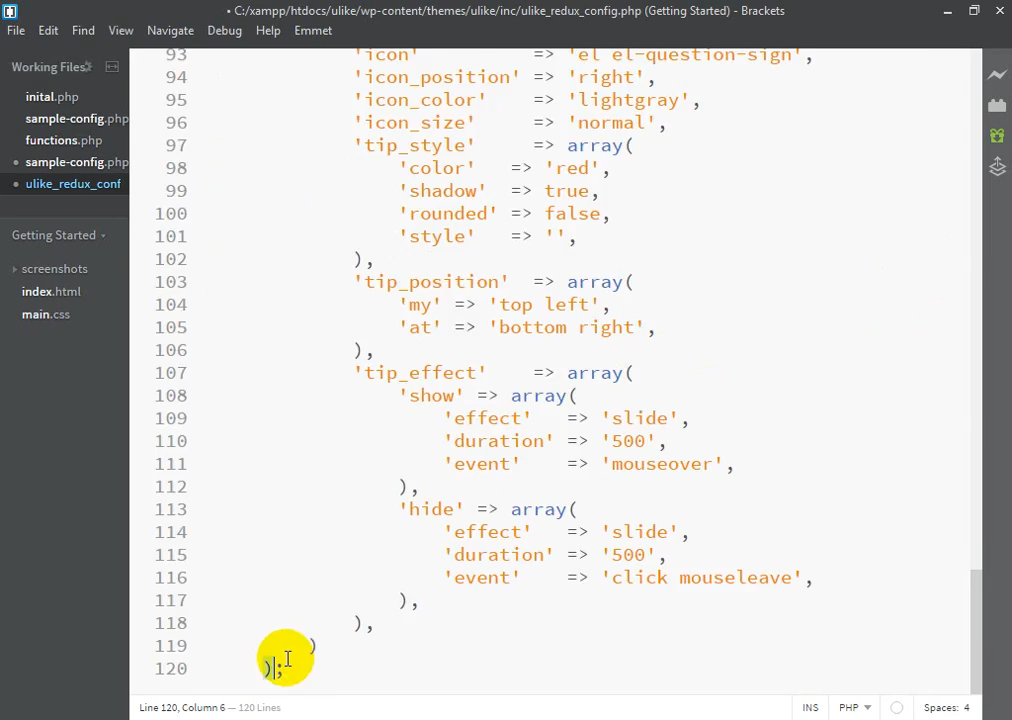 • C:/xampp/htdocs/ulike/wp-content/themes/ulike/inc/ulike_redux_config.php (Getting Started) - Brackets
File Edit Find View Navigate Debug Help Emmet
Working Files
inital.php
sample-config.php
functions.php
• sample-config.php
• ulike_redux_conf
Getting Started
screenshots
index.html
main.css
93 'icon' => 'el el-question-sign',
94 'icon_position' => 'right',
95 'icon_color' => 'lightgray',
96 'icon_size' => 'normal',
97 'tip_style' => array(
98 'color' => 'red',
99 'shadow' => true,
100 'rounded' => false,
101 'style' => '',
102 ),
103 'tip_position' => array(
104 'my' => 'top left',
105 'at' => 'bottom right',
106 ),
107 'tip_effect' => array(
108 'show' => array(
109 'effect' => 'slide',
110 'duration' => '500',
111 'event' => 'mouseover',
112 ),
113 'hide' => array(
114 'effect' => 'slide',
115 'duration' => '500',
116 'event' => 'click mouseleave',
117 ),
118 ),
119 )
120 );
Line 120, Column 6 — 120 Lines
INS PHP Spaces: 4